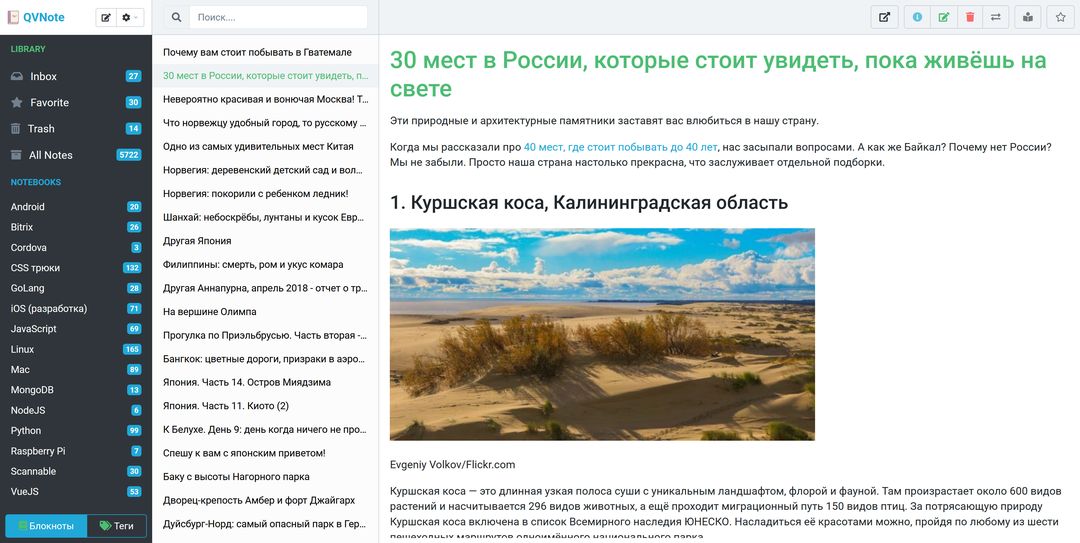 QVNote
Поиск....
LIBRARY
Inbox 27
Favorite 30
Trash 14
All Notes 5722
NOTEBOOKS
Android 20
Bitrix 26
Cordova 3
CSS трюки 132
GoLang 28
iOS (разработка) 71
JavaScript 69
Linux 165
Mac 89
MongoDB 13
NodeJS 6
Python 99
Raspberry Pi 7
Scannable 30
VueJS 53
Блокноты
Теги
Почему вам стоит побывать в Гватемале
30 мест в России, которые стоит увидеть, п...
Невероятно красивая и вонючая Москва! Т...
Что норвежцу удобный город, то русскому ...
Одно из самых удивительных мест Китая
Норвегия: деревенский детский сад и вол...
Норвегия: покорили с ребенком ледник!
Шанхай: небоскрёбы, лунтаны и кусок Евр...
Другая Япония
Филиппины: смерть, ром и укус комара
Другая Аннапурна, апрель 2018 - отчет о тр...
На вершине Олимпа
Прогулка по Приэльбрусью. Часть вторая -...
Бангкок: цветные дороги, призраки в аэро...
Япония. Часть 14. Остров Миядзима
Япония. Часть 11. Киото (2)
К Белухе. День 9: день когда ничего не про...
Спешу к вам с японским приветом!
Баку с высоты Нагорного парка
Дворец-крепость Амбер и форт Джайгарх
Дуйсбург-Норд: самый опасный парк в Гер...
30 мест в России, которые стоит увидеть, пока живёшь на
свете
Эти природные и архитектурные памятники заставят вас влюбиться в нашу страну.
Когда мы рассказали про 40 мест, где стоит побывать до 40 лет, нас засыпали вопросами. А как же Байкал? Почему нет России?
Мы не забыли. Просто наша страна настолько прекрасна, что заслуживает отдельной подборки.
1. Куршская коса, Калининградская область
Evgeniy Volkov/Flickr.com
Куршская коса — это длинная узкая полоса суши с уникальным ландшафтом, флорой и фауной. Там произрастает около 600 видов
растений и насчитывается 296 видов животных, а ещё проходит миграционный путь 150 видов птиц. За потрясающую природу
Куршская коса включена в список Всемирного наследия ЮНЕСКО. Насладиться её красотами можно, пройдя по любому из шести
пешеходных маршрутов одноимённого национального парка.